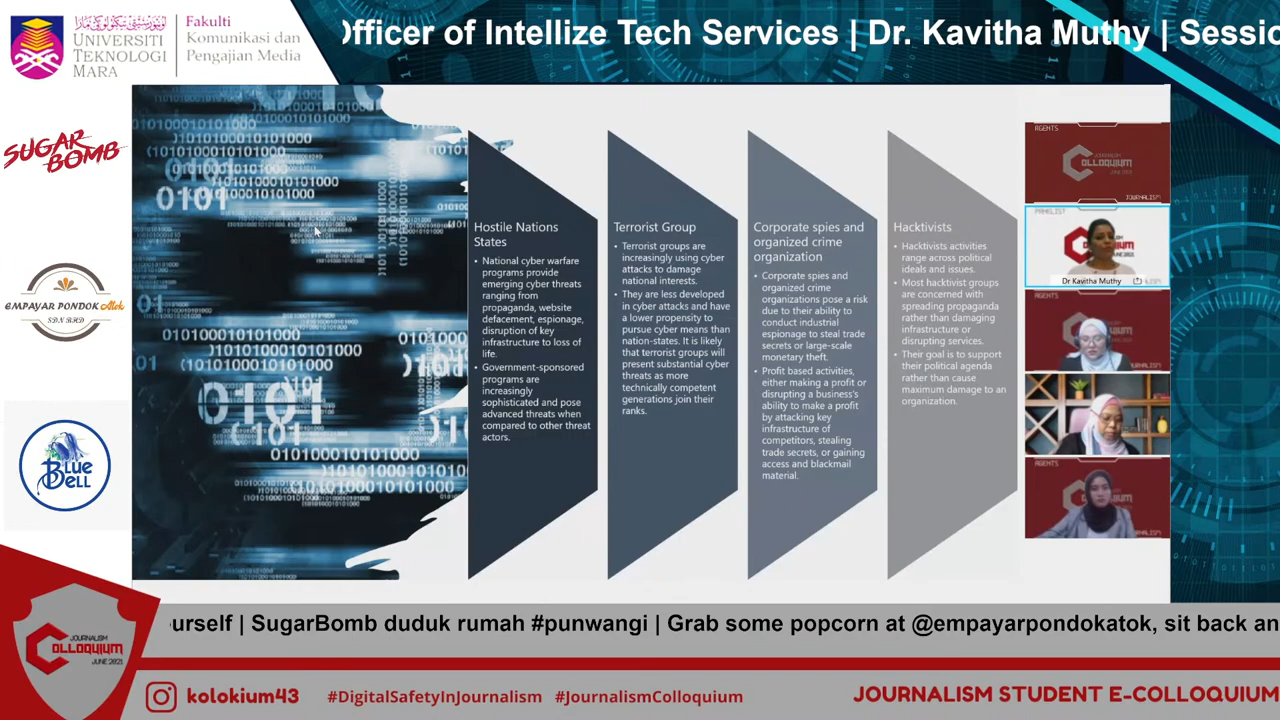 UNIVERSITI
TEKNOLOGI
MARA
Fakulti
Komunikasi dan
Pengajian Media
Officer of Intellize Tech Services | Dr. Kavitha Muthy | Sessio
SUGAR
BOMB
EMPAYAR PONDOK Atok
SDN BHD
BLUE
BELL
Hostile Nations
States
• National cyber warfare
programs provide
emerging cyber threats
ranging from
propaganda, website
defacement, espionage,
disruption of key
infrastructure to loss of
life.
• Government-sponsored
programs are
increasingly
sophisticated and pose
advanced threats when
compared to other threat
actors.
Terrorist Group
• Terrorist groups are
increasingly using cyber
attacks to damage
national interests.
• They are less developed
in cyber attacks and have
a lower propensity to
pursue cyber means than
nation-states. It is likely
that terrorist groups will
present substantial cyber
threats as more
technically competent
generations join their
ranks.
Corporate spies and
organized crime
organization
• Corporate spies and
organized crime
organizations pose a risk
due to their ability to
conduct industrial
espionage to steal trade
secrets or large-scale
monetary theft.
• Profit based activities,
either making a profit or
disrupting a business's
ability to make a profit
by attacking key
infrastructure of
competitors, stealing
trade secrets, or gaining
access and blackmail
material.
Hacktivists
• Hacktivists activities
range across political
ideals and issues.
• Most hacktivist groups
are concerned with
spreading propaganda
rather than damaging
infrastructure or
disrupting services.
• Their goal is to support
their political agenda
rather than cause
maximum damage to an
organization.
AGENTS
COLLOQUIUM
JOURNALISM
PANELIST
Dr Kavitha Muthy
AGENTS
AGENTS
JOURNALISM
COLLOQUIUM
JUNE 2021
urself | SugarBomb duduk rumah #punwangi | Grab some popcorn at @empayarpondokatok, sit back an
kolokium43
#DigitalSafetyInJournalism #JournalismColloquium
JOURNALISM STUDENT E-COLLOQUIUM